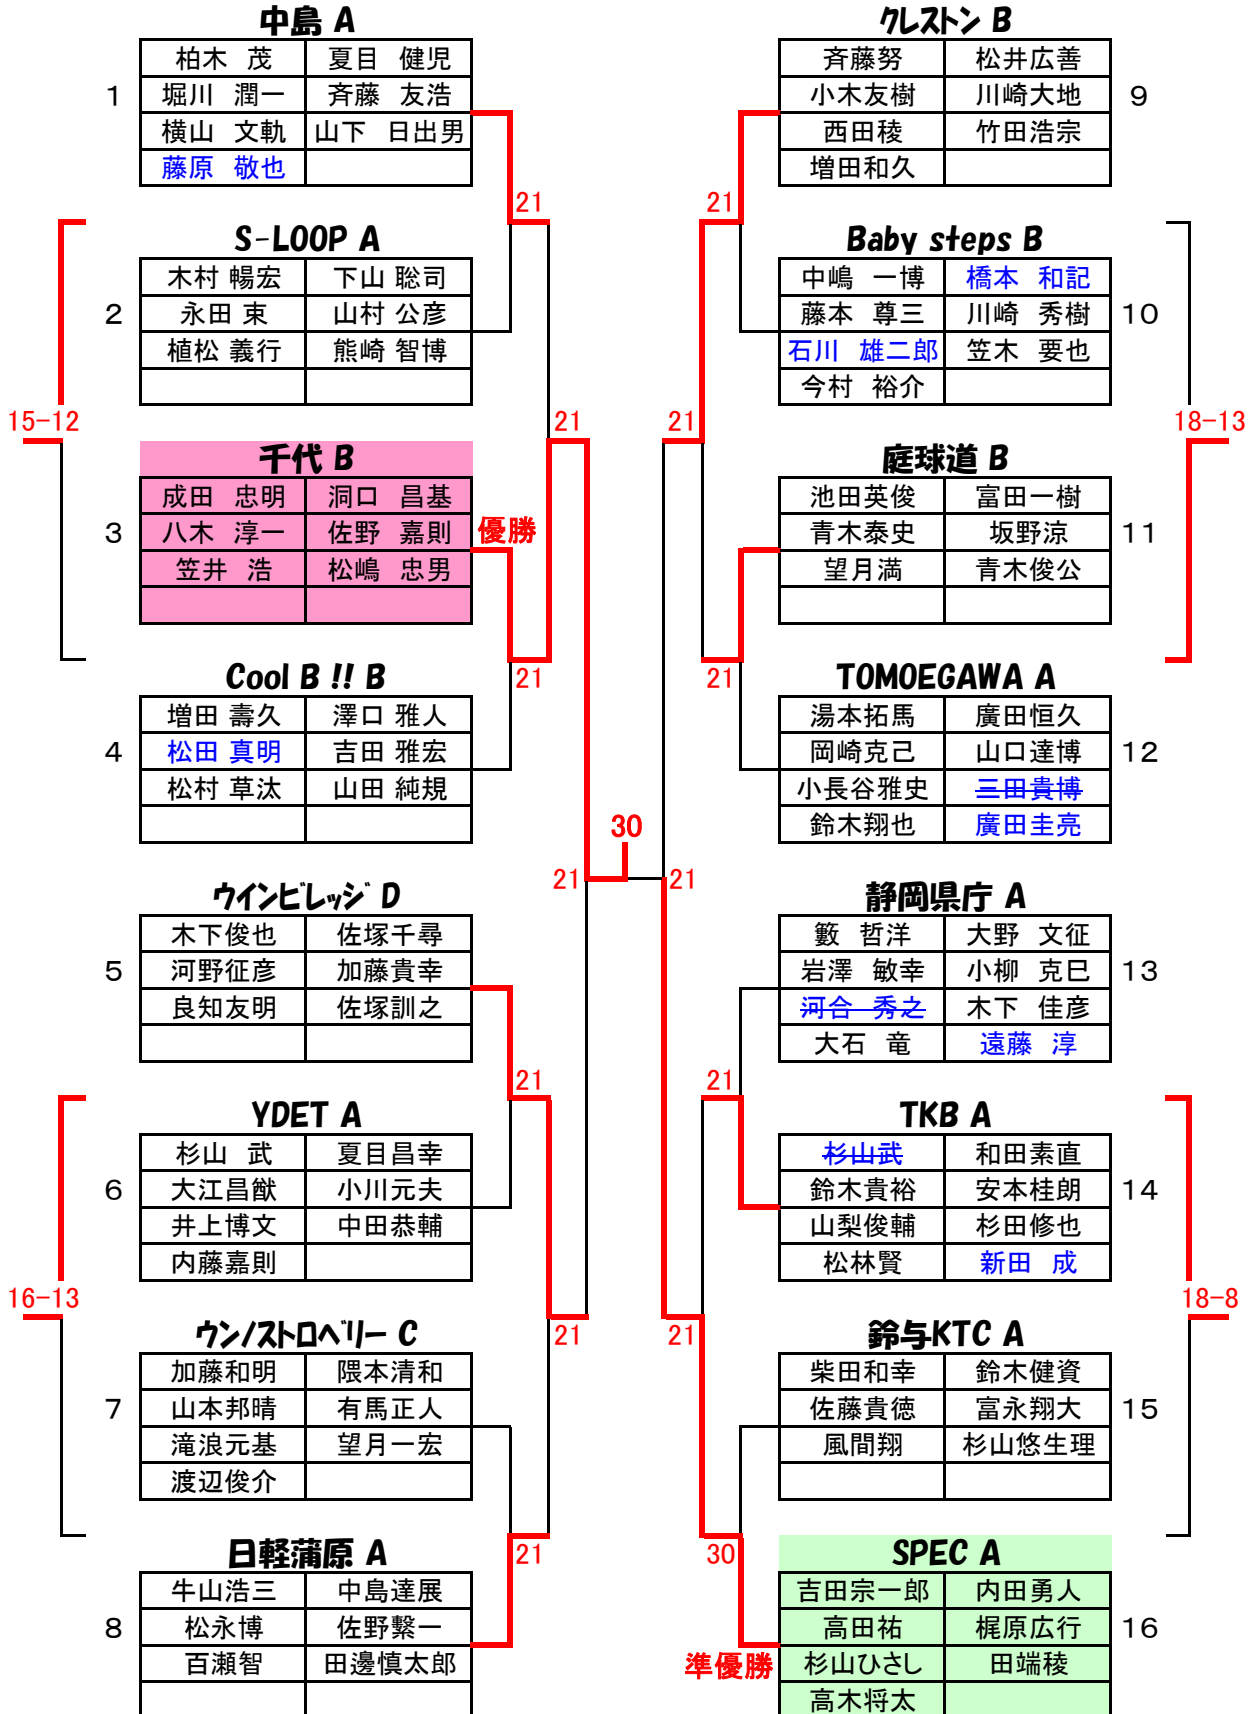 中島 A
柏木 茂 夏目 健児
1 堀川 潤一 斉藤 友浩
横山 文軌 山下 日出男
藤原 敬也
21
S-LOOP A
木村 暢宏 下山 聡司
2 永田 束 山村 公彦
植松 義行 熊崎 智博
15-12
21
千代 B
成田 忠明 洞口 昌基
3 八木 淳一 佐野 嘉則 優勝
笠井 浩 松嶋 忠男
21
Cool B !! B
増田 壽久 澤口 雅人
4 松田 真明 吉田 雅宏
松村 草汰 山田 純規
30
21
ウインビレッジ D
木下俊也 佐塚千尋
5 河野征彦 加藤貴幸
良知友明 佐塚訓之
21
YDET A
杉山 武 夏目昌幸
6 大江昌猷 小川元夫
井上博文 中田恭輔
内藤嘉則
16-13
21
ウン/ストロベリー C
加藤和明 隈本清和
7 山本邦晴 有馬正人
滝浪元基 望月一宏
渡辺俊介
21
日軽蒲原 A
牛山浩三 中島達展
8 松永博 佐野繫一
百瀬智 田邊慎太郎
クレストン B
斉藤努 松井広善
小木友樹 川崎大地 9
西田稜 竹田浩宗
増田和久
21
Baby steps B
中嶋 一博 橋本 和記
藤本 尊三 川崎 秀樹 10
石川 雄二郎 笠木 要也
今村 裕介
21
18-13
庭球道 B
池田英俊 富田一樹
青木泰史 坂野涼 11
望月満 青木俊公
21
TOMOEGAWA A
湯本拓馬 廣田恒久
岡崎克己 山口達博 12
小長谷雅史 三田貴博
鈴木翔也 廣田圭亮
21
静岡県庁 A
籔 哲洋 大野 文征
岩澤 敏幸 小柳 克巳 13
河合 秀之 木下 佳彦
大石 竜 遠藤 淳
21
TKB A
杉山武 和田素直
鈴木貴裕 安本桂朗 14
山梨俊輔 杉田修也
松林賢 新田 成
18-8
21
鈴与KTC A
柴田和幸 鈴木健資
佐藤貴徳 富永翔大 15
風間翔 杉山悠生理
30
SPEC A
吉田宗一郎 内田勇人
高田祐 梶原広行 16
準優勝 杉山ひさし 田端稜
高木将太